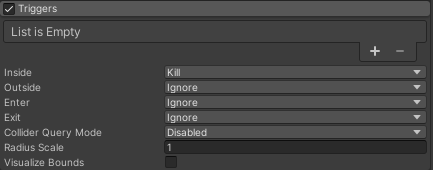 Triggers
List is Empty
+ −
Inside Kill
Outside Ignore
Enter Ignore
Exit Ignore
Collider Query Mode Disabled
Radius Scale 1
Visualize Bounds